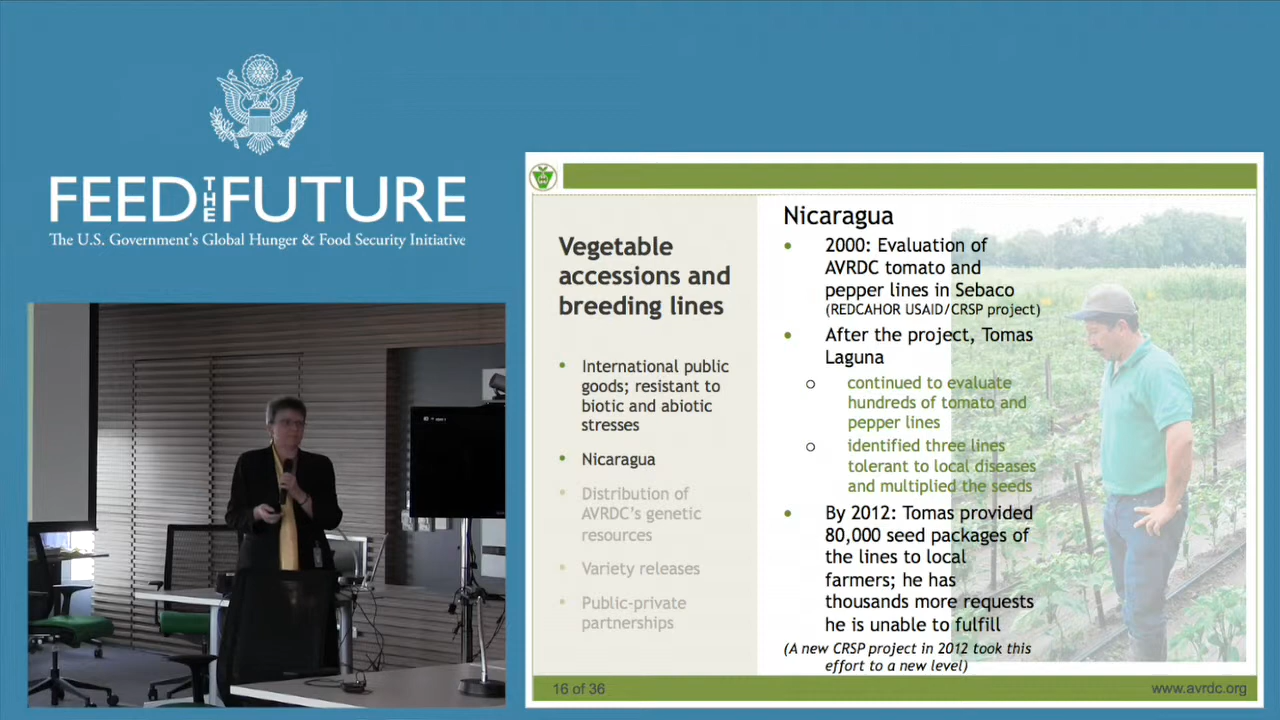 FEED THE FUTURE
The U.S. Government's Global Hunger & Food Security Initiative
Vegetable
accessions and
breeding lines
• International public
goods; resistant to
biotic and abiotic
stresses
• Nicaragua
• Distribution of
AVRDC's genetic
resources
• Variety releases
• Public-private
partnerships
Nicaragua
• 2000: Evaluation of
AVRDC tomato and
pepper lines in Sebaco
(REDCAHOR USAID/CRSP project)
• After the project, Tomas
Laguna
o continued to evaluate
hundreds of tomato and
pepper lines
o identified three lines
tolerant to local diseases
and multiplied the seeds
• By 2012: Tomas provided
80,000 seed packages of
the lines to local
farmers; he has
thousands more requests
he is unable to fulfill
(A new CRSP project in 2012 took this
effort to a new level)
16 of 36
www.avrdc.org